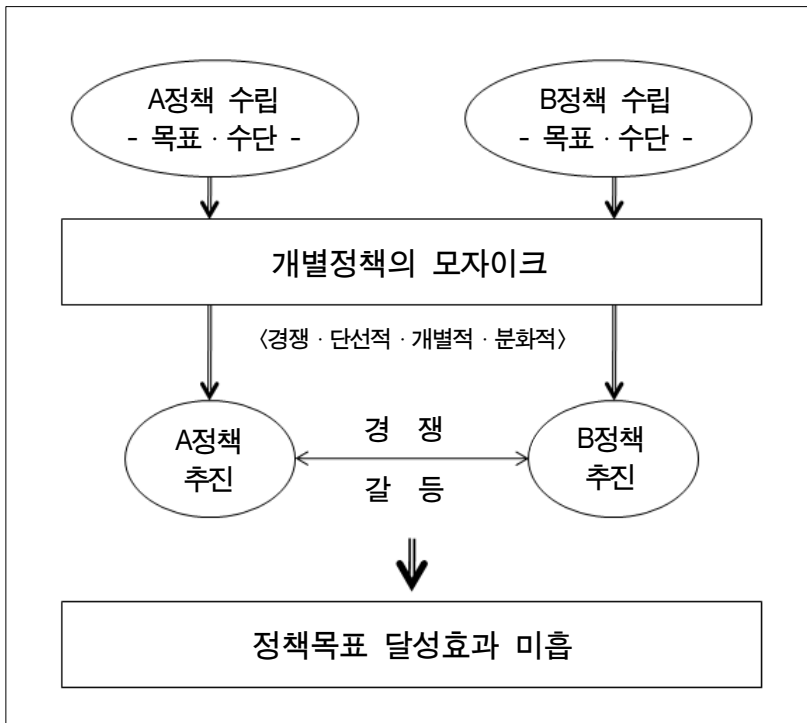 A정책 수립
- 목표 · 수단 -
B정책 수립
- 목표 · 수단 -
개별정책의 모자이크
〈경쟁 · 단선적 · 개별적 · 분화적〉
A정책
추진
경 쟁
갈 등
B정책
추진
정책목표 달성효과 미흡